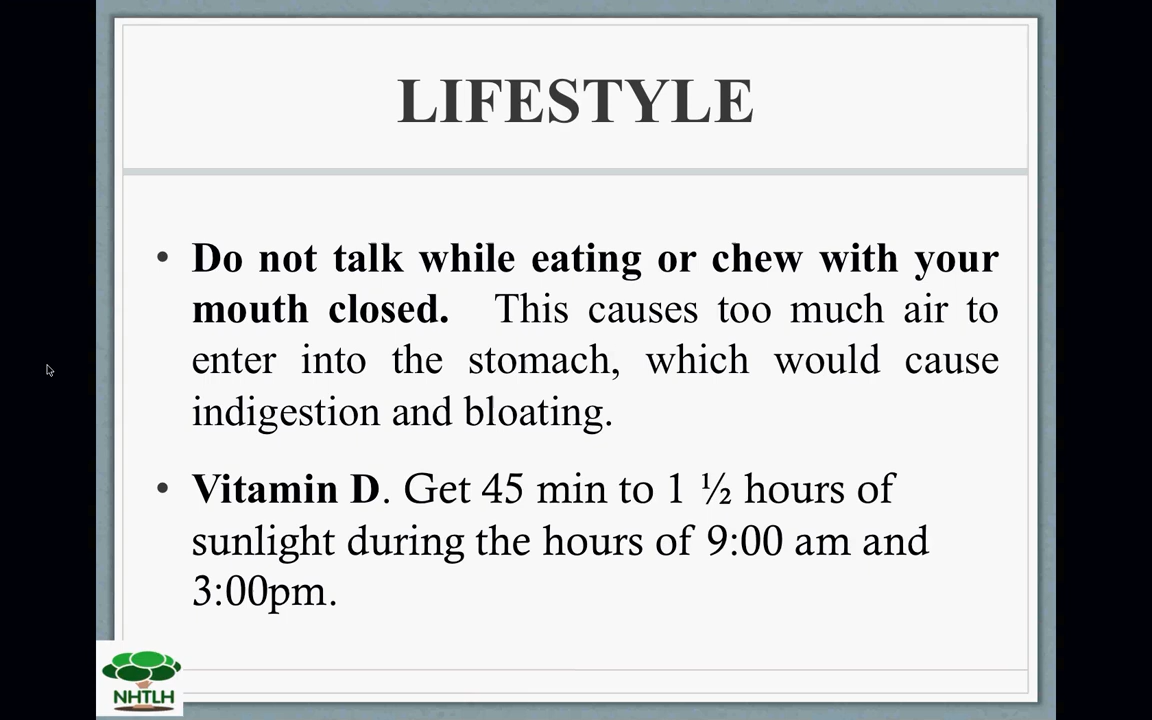 LIFESTYLE
• Do not talk while eating or chew with your
mouth closed. This causes too much air to
enter into the stomach, which would cause
indigestion and bloating.
• Vitamin D. Get 45 min to 1 ½ hours of
sunlight during the hours of 9:00 am and
3:00pm.
NHTLH